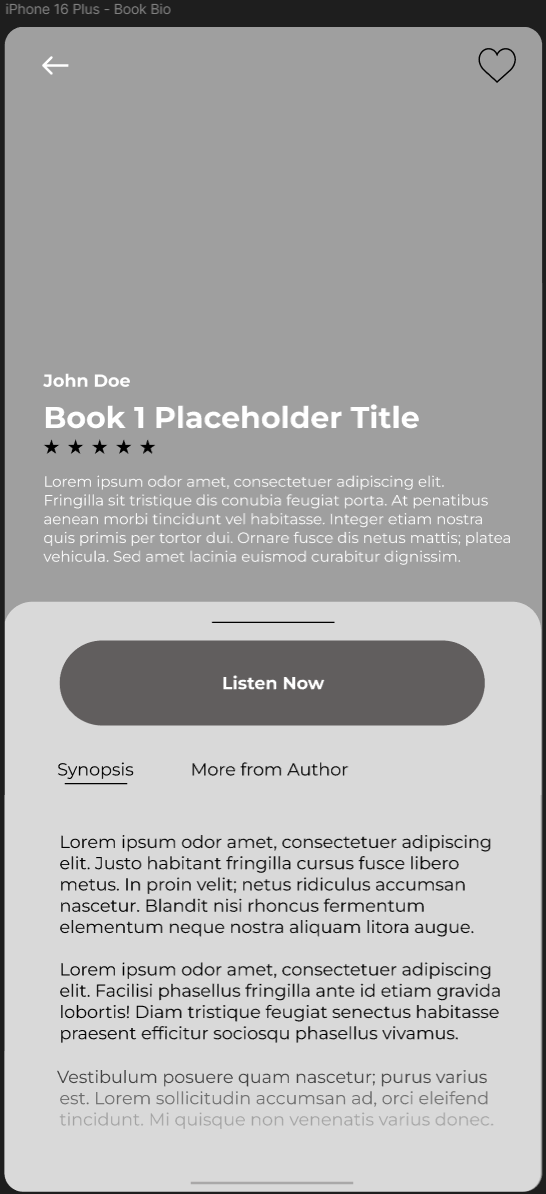 iPhone 16 Plus - Book Bio
John Doe
Book 1 Placeholder Title
Lorem ipsum odor amet, consectetuer adipiscing elit.
Fringilla sit tristique dis conubia feugiat porta. At penatibus
aenean morbi tincidunt vel habitasse. Integer etiam nostra
quis primis per tortor dui. Ornare fusce dis netus mattis; platea
vehicula. Sed amet lacinia euismod curabitur dignissim.
Listen Now
Synopsis
More from Author
Lorem ipsum odor amet, consectetuer adipiscing
elit. Justo habitant fringilla cursus fusce libero
metus. In proin velit; netus ridiculus accumsan
nascetur. Blandit nisi rhoncus fermentum
elementum neque nostra aliquam litora augue.
Lorem ipsum odor amet, consectetuer adipiscing
elit. Facilisi phasellus fringilla ante id etiam gravida
lobortis! Diam tristique feugiat senectus habitasse
praesent efficitur sociosqu phasellus vivamus.
Vestibulum posuere quam nascetur; purus varius
est. Lorem sollicitudin accumsan ad, orci eleifend
tincidunt. Mi quisque non venenatis varius donec.